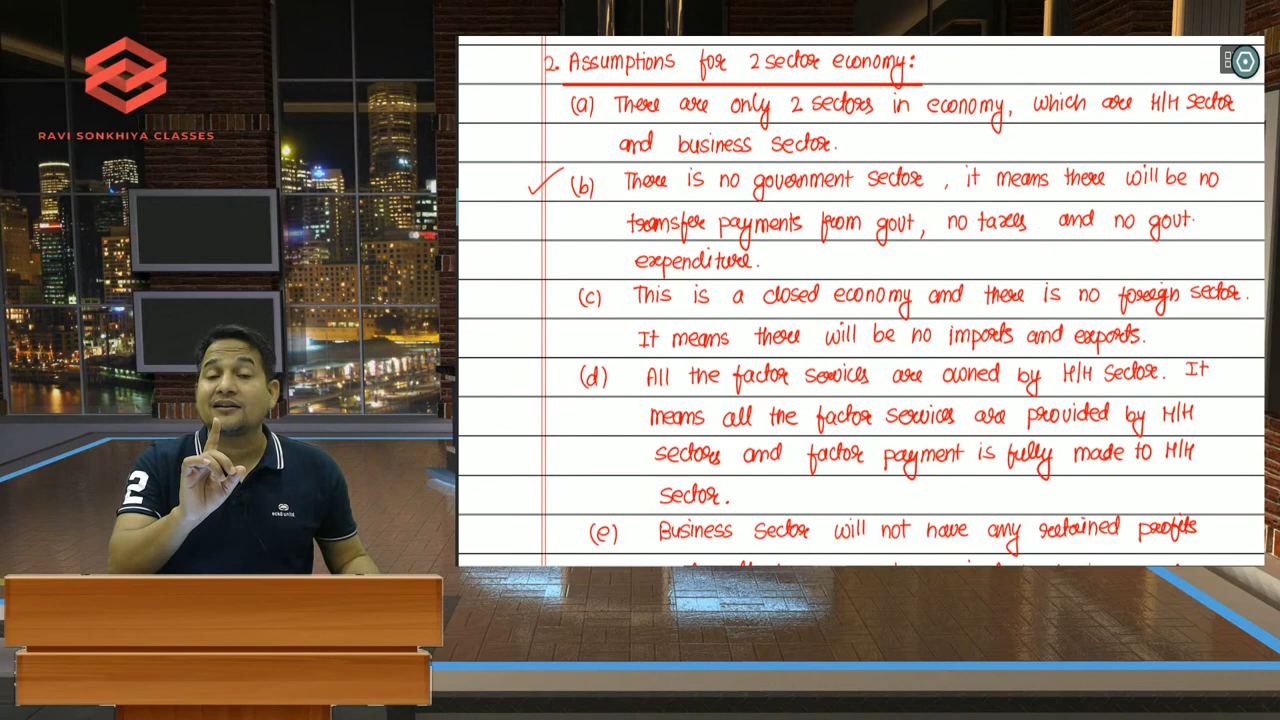 RAVI SONKHIYA CLASSES
2. Assumptions for 2 sector economy:
(a) There are only 2 sectors in economy, which are H/H sector
and business sector.
(b) There is no government sector, it means there will be no
transfer payments from govt, no taxes and no govt.
expenditure.
(c) This is a closed economy and there is no foreign sector.
It means there will be no imports and exports.
(d) All the factor services are owned by H/H sector. It
means all the factor services are provided by H/H
sectors and factor payment is fully made to H/H
sector.
(e) Business sector will not have any retained profits
2
ecko unltd